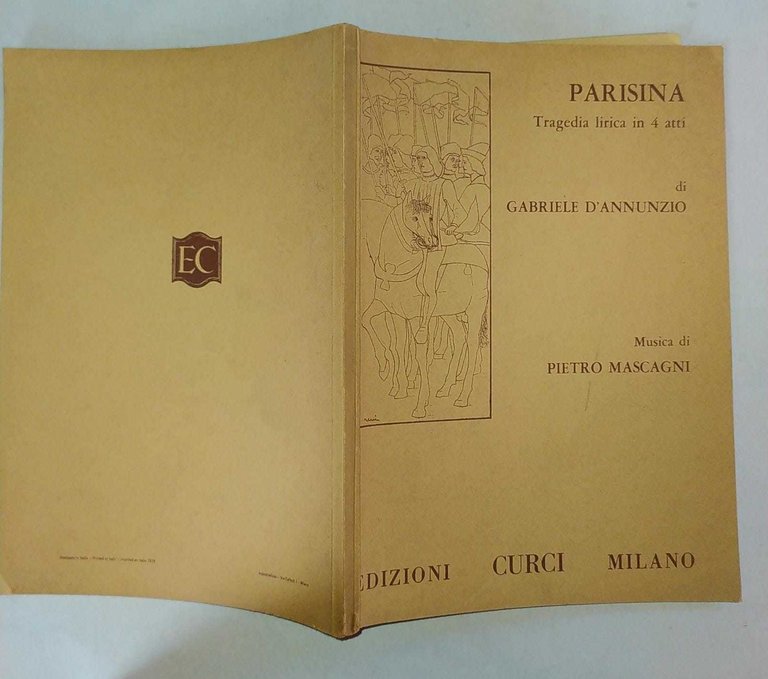 PARISINA
Tragedia lirica in 4 atti
di
GABRIELE D'ANNUNZIO
Musica di
PIETRO MASCAGNI
EDIZIONI CURCI MILANO
EC